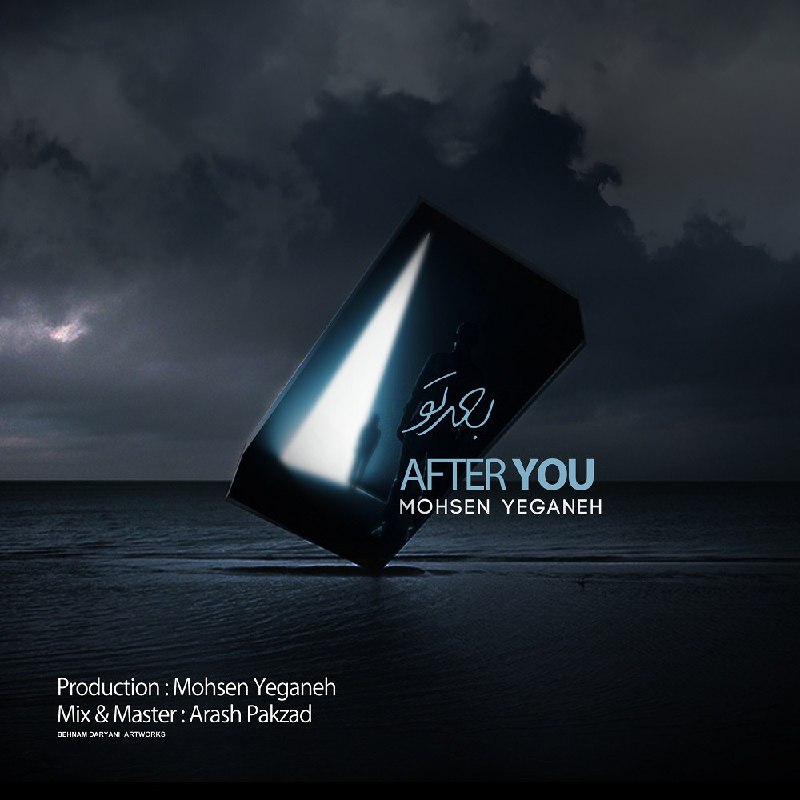 بعد تو
AFTER YOU
MOHSEN YEGANEH
Production : Mohsen Yeganeh
Mix & Master : Arash Pakzad
BEHNAM DARYANI ARTWORKS